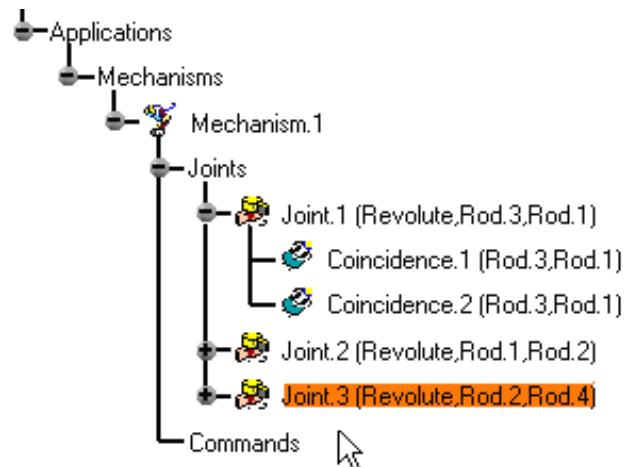 Applications
Mechanisms
Mechanism.1
Joints
Joint.1 (Revolute,Rod.3,Rod.1)
Coincidence.1 (Rod.3,Rod.1)
Coincidence.2 (Rod.3,Rod.1)
Joint.2 (Revolute,Rod.1,Rod.2)
Joint.3 (Revolute,Rod.2,Rod.4)
Commands